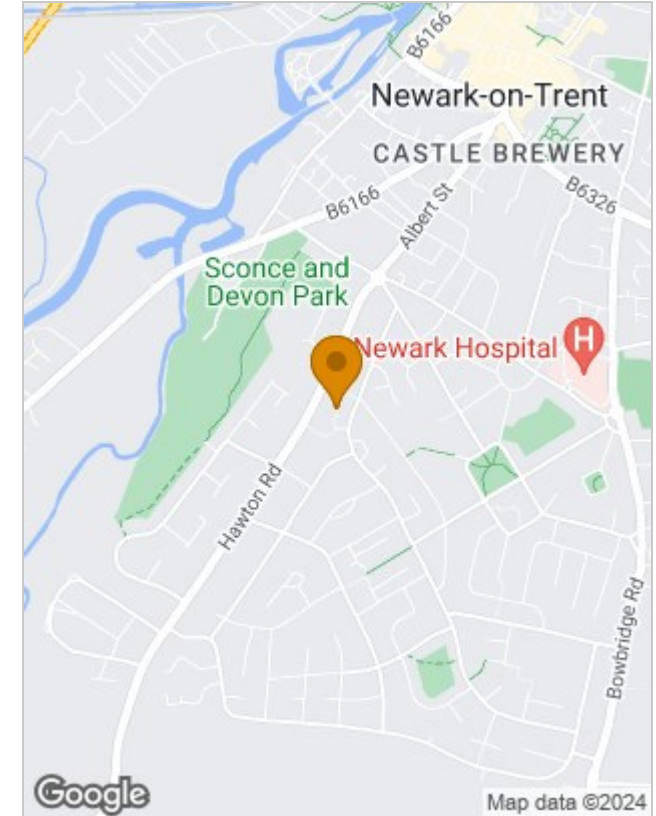 B6166
Newark-on-Trent
CASTLE BREWERY
B6326
B6166
Albert St
Sconce and
Devon Park
Newark Hospital
H
Hawton Rd
Bowbridge Rd
Google
Map data ©2024